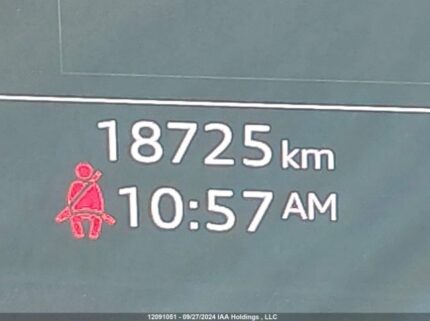 18725 km
10:57 AM
12091051 - 09/27/2024 IAA Holdings , LLC